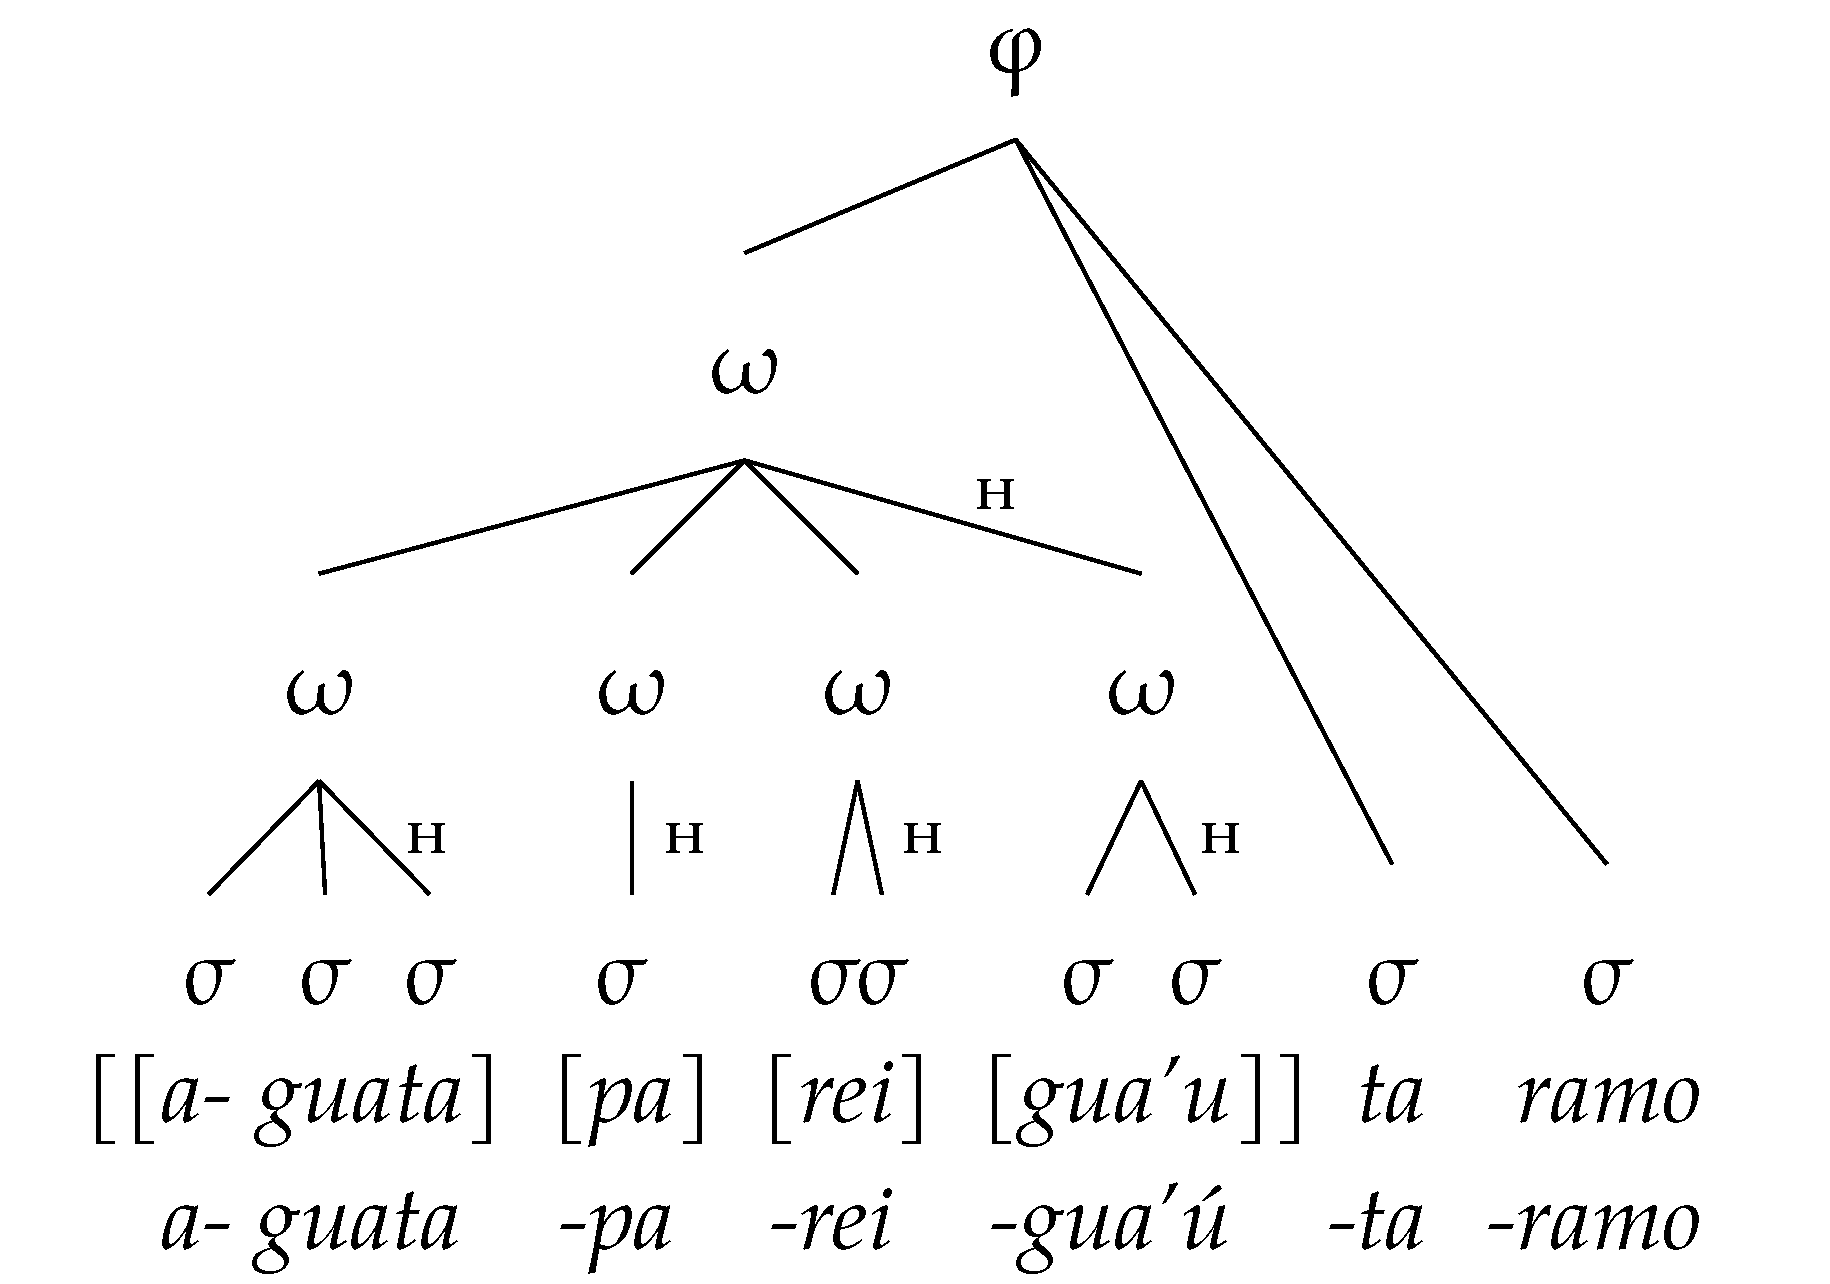 φ
ω
H
ω ω ω ω
H H H H
σ σ σ σ σσ σ σ σ σ
[[a- guata] [pa] [rei] [gua’u]] ta ramo
a- guata -pa -rei -gua’ú -ta -ramo